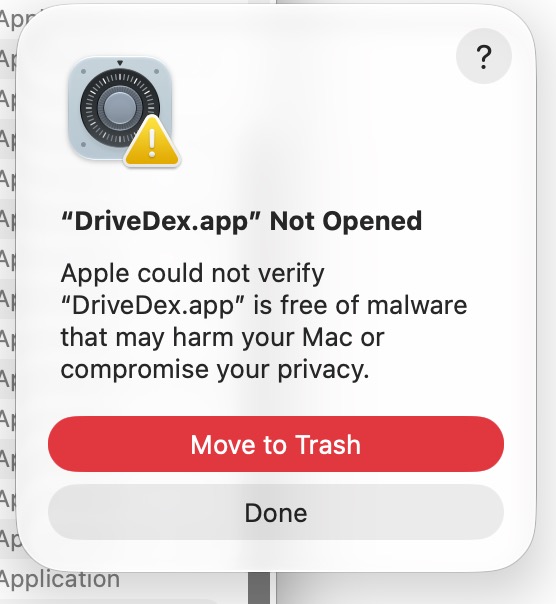 ?
“DriveDex.app” Not Opened
Apple could not verify
“DriveDex.app” is free of malware
that may harm your Mac or
compromise your privacy.
Move to Trash
Done
Application